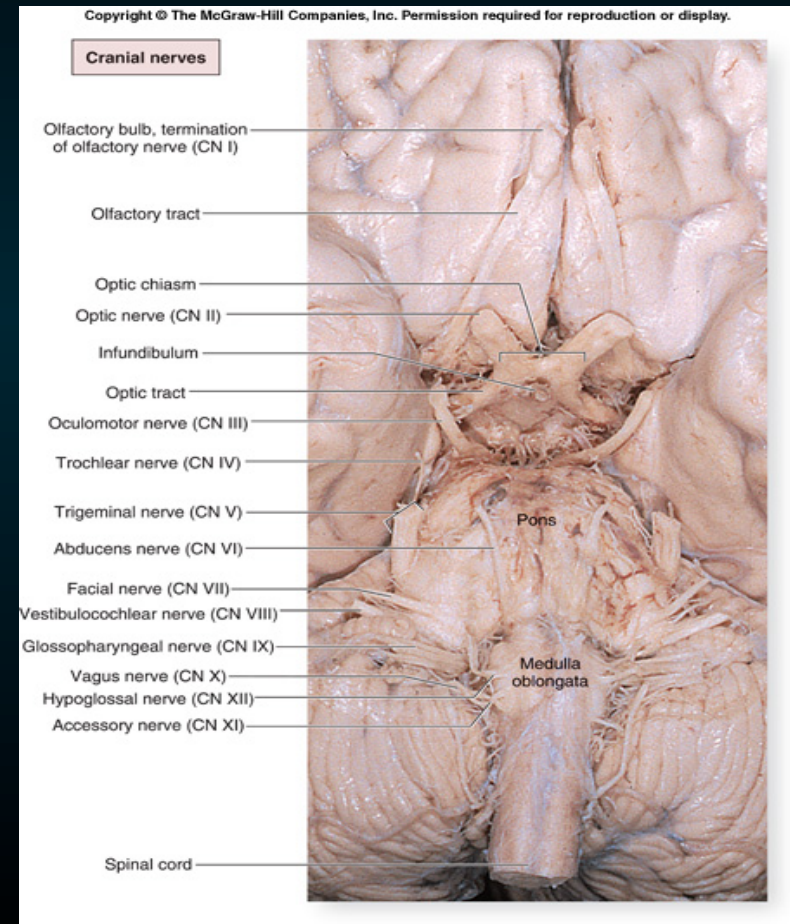 Copyright © The McGraw-Hill Companies, Inc. Permission required for reproduction or display.
Cranial nerves
Olfactory bulb, termination
of olfactory nerve (CN I)
Olfactory tract
Optic chiasm
Optic nerve (CN II)
Infundibulum
Optic tract
Oculomotor nerve (CN III)
Trochlear nerve (CN IV)
Trigeminal nerve (CN V)
Pons
Abducens nerve (CN VI)
Facial nerve (CN VII)
Vestibulocochlear nerve (CN VIII)
Glossopharyngeal nerve (CN IX)
Medulla
oblongata
Vagus nerve (CN X)
Hypoglossal nerve (CN XII)
Accessory nerve (CN XI)
Spinal cord